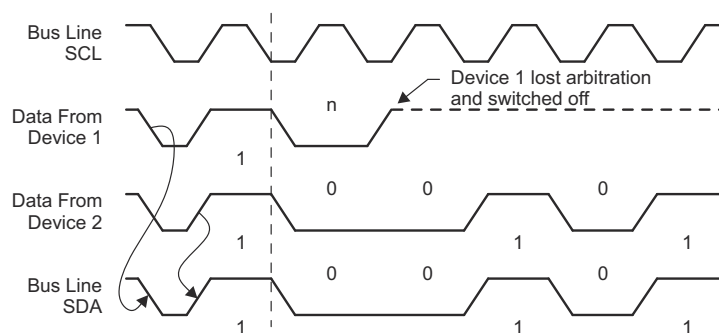 Bus Line
SCL
Device 1 lost arbitration
and switched off
n
Data From
Device 1
1
0 0 0
Data From
Device 2
1 1 1
0 0 0
Bus Line
SDA
1 1 1